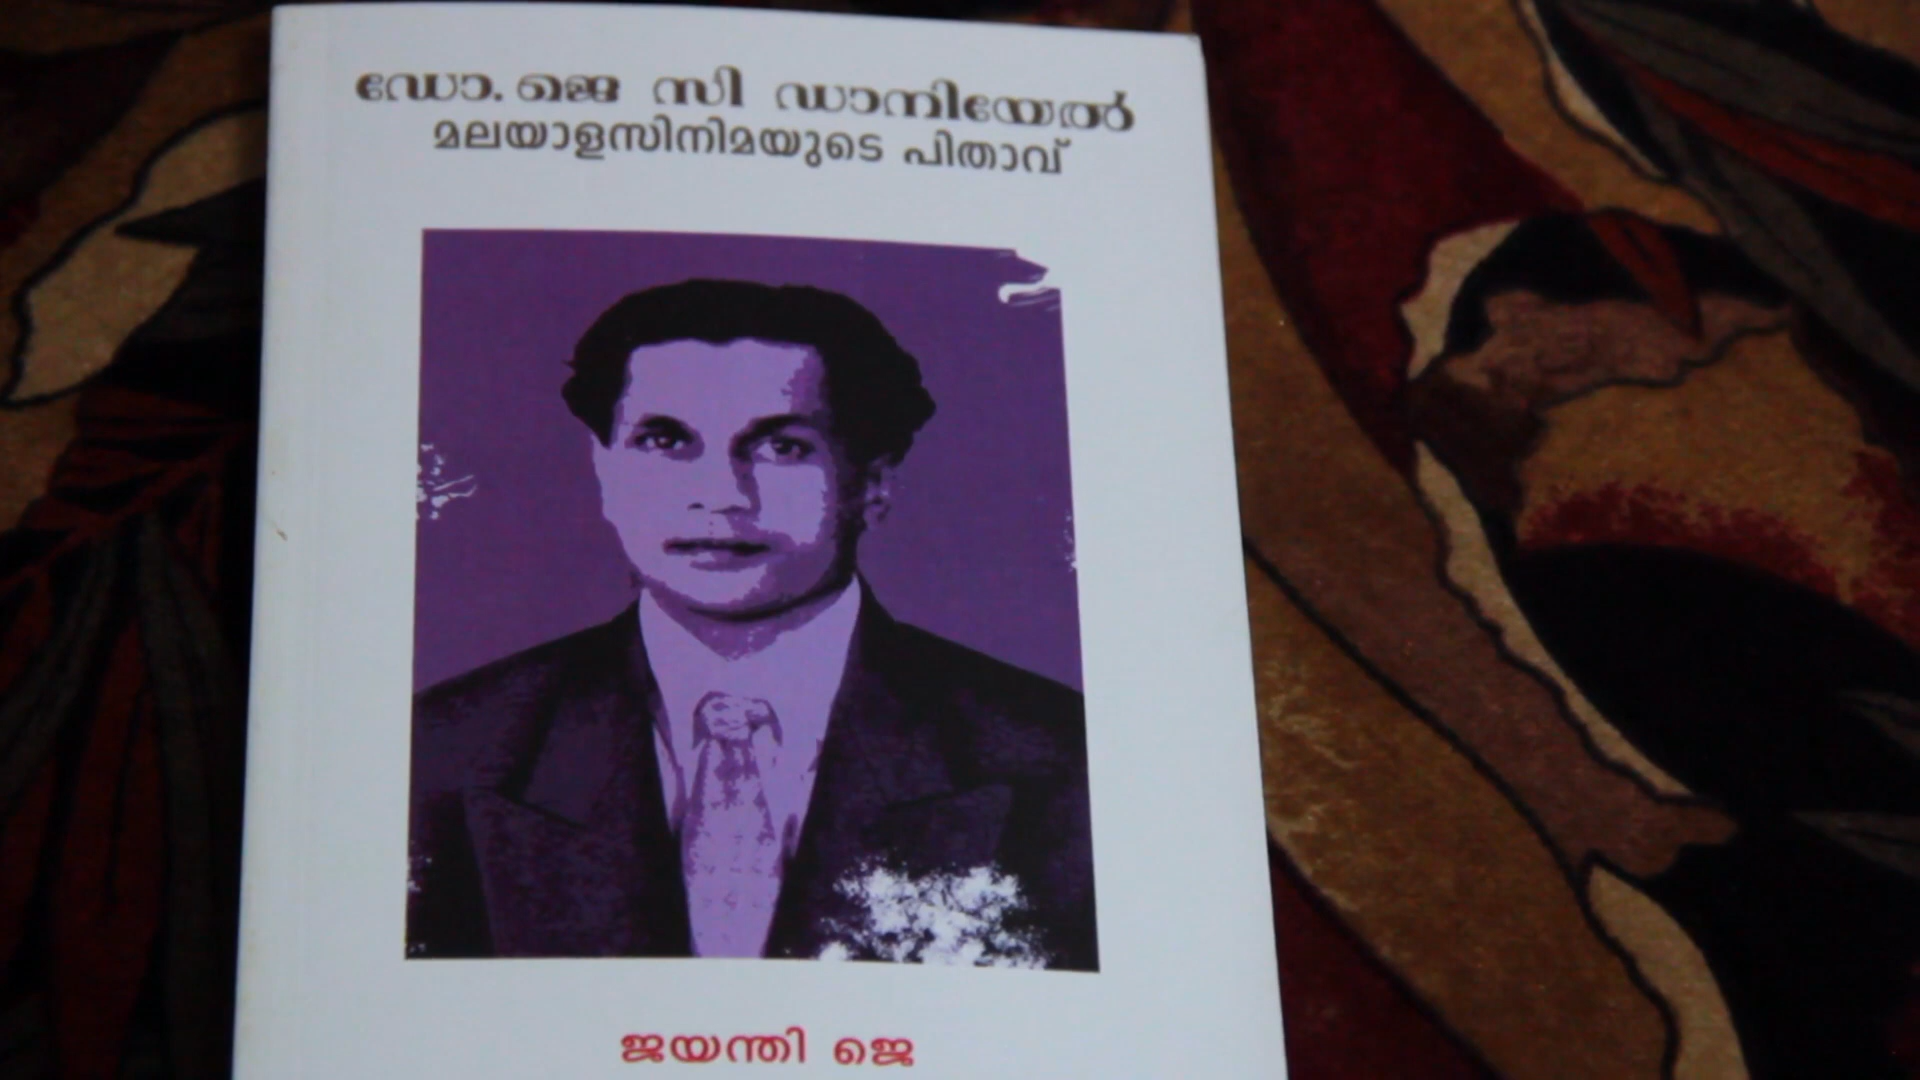 ഡോ. ജെ സി ഡാനിയേൽ
മലയാളസിനിമയുടെ പിതാവ്
ജയന്തി ജെ